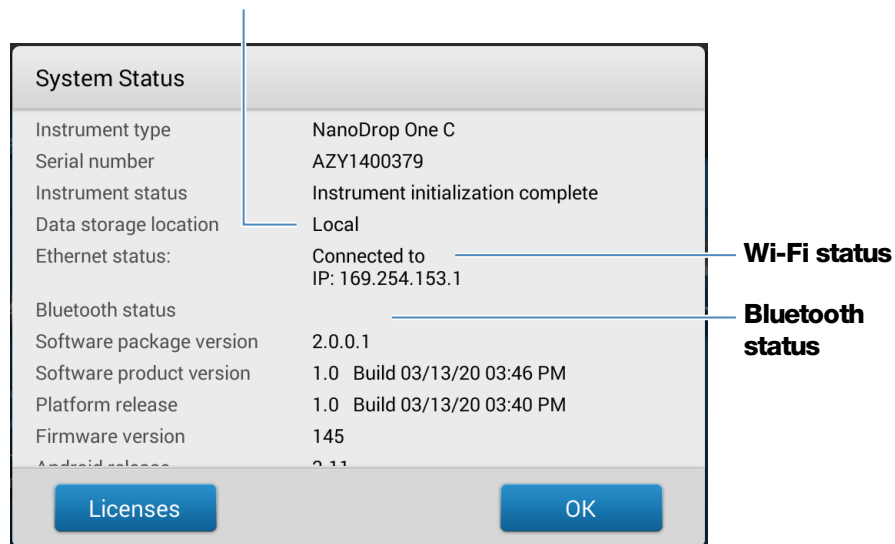 System Status
Instrument type NanoDrop One C
Serial number AZY1400379
Instrument status Instrument initialization complete
Data storage location Local
Ethernet status: Connected to
IP: 169.254.153.1
Wi-Fi status
Bluetooth status
Bluetooth
status
Software package version 2.0.0.1
Software product version 1.0 Build 03/13/20 03:46 PM
Platform release 1.0 Build 03/13/20 03:40 PM
Firmware version 145
Licenses
OK